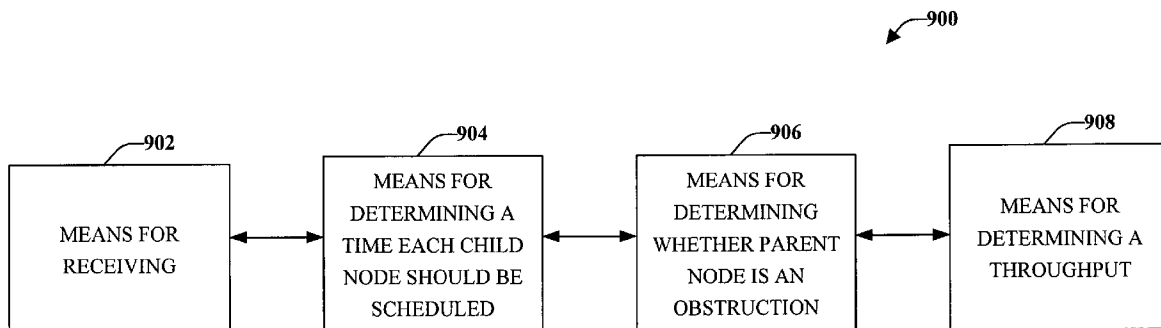 900
902
904
906
908
MEANS FOR
RECEIVING
MEANS FOR
DETERMINING A
TIME EACH CHILD
NODE SHOULD BE
SCHEDULED
MEANS FOR
DETERMINING
WHETHER PARENT
NODE IS AN
OBSTRUCTION
MEANS FOR
DETERMINING A
THROUGHPUT